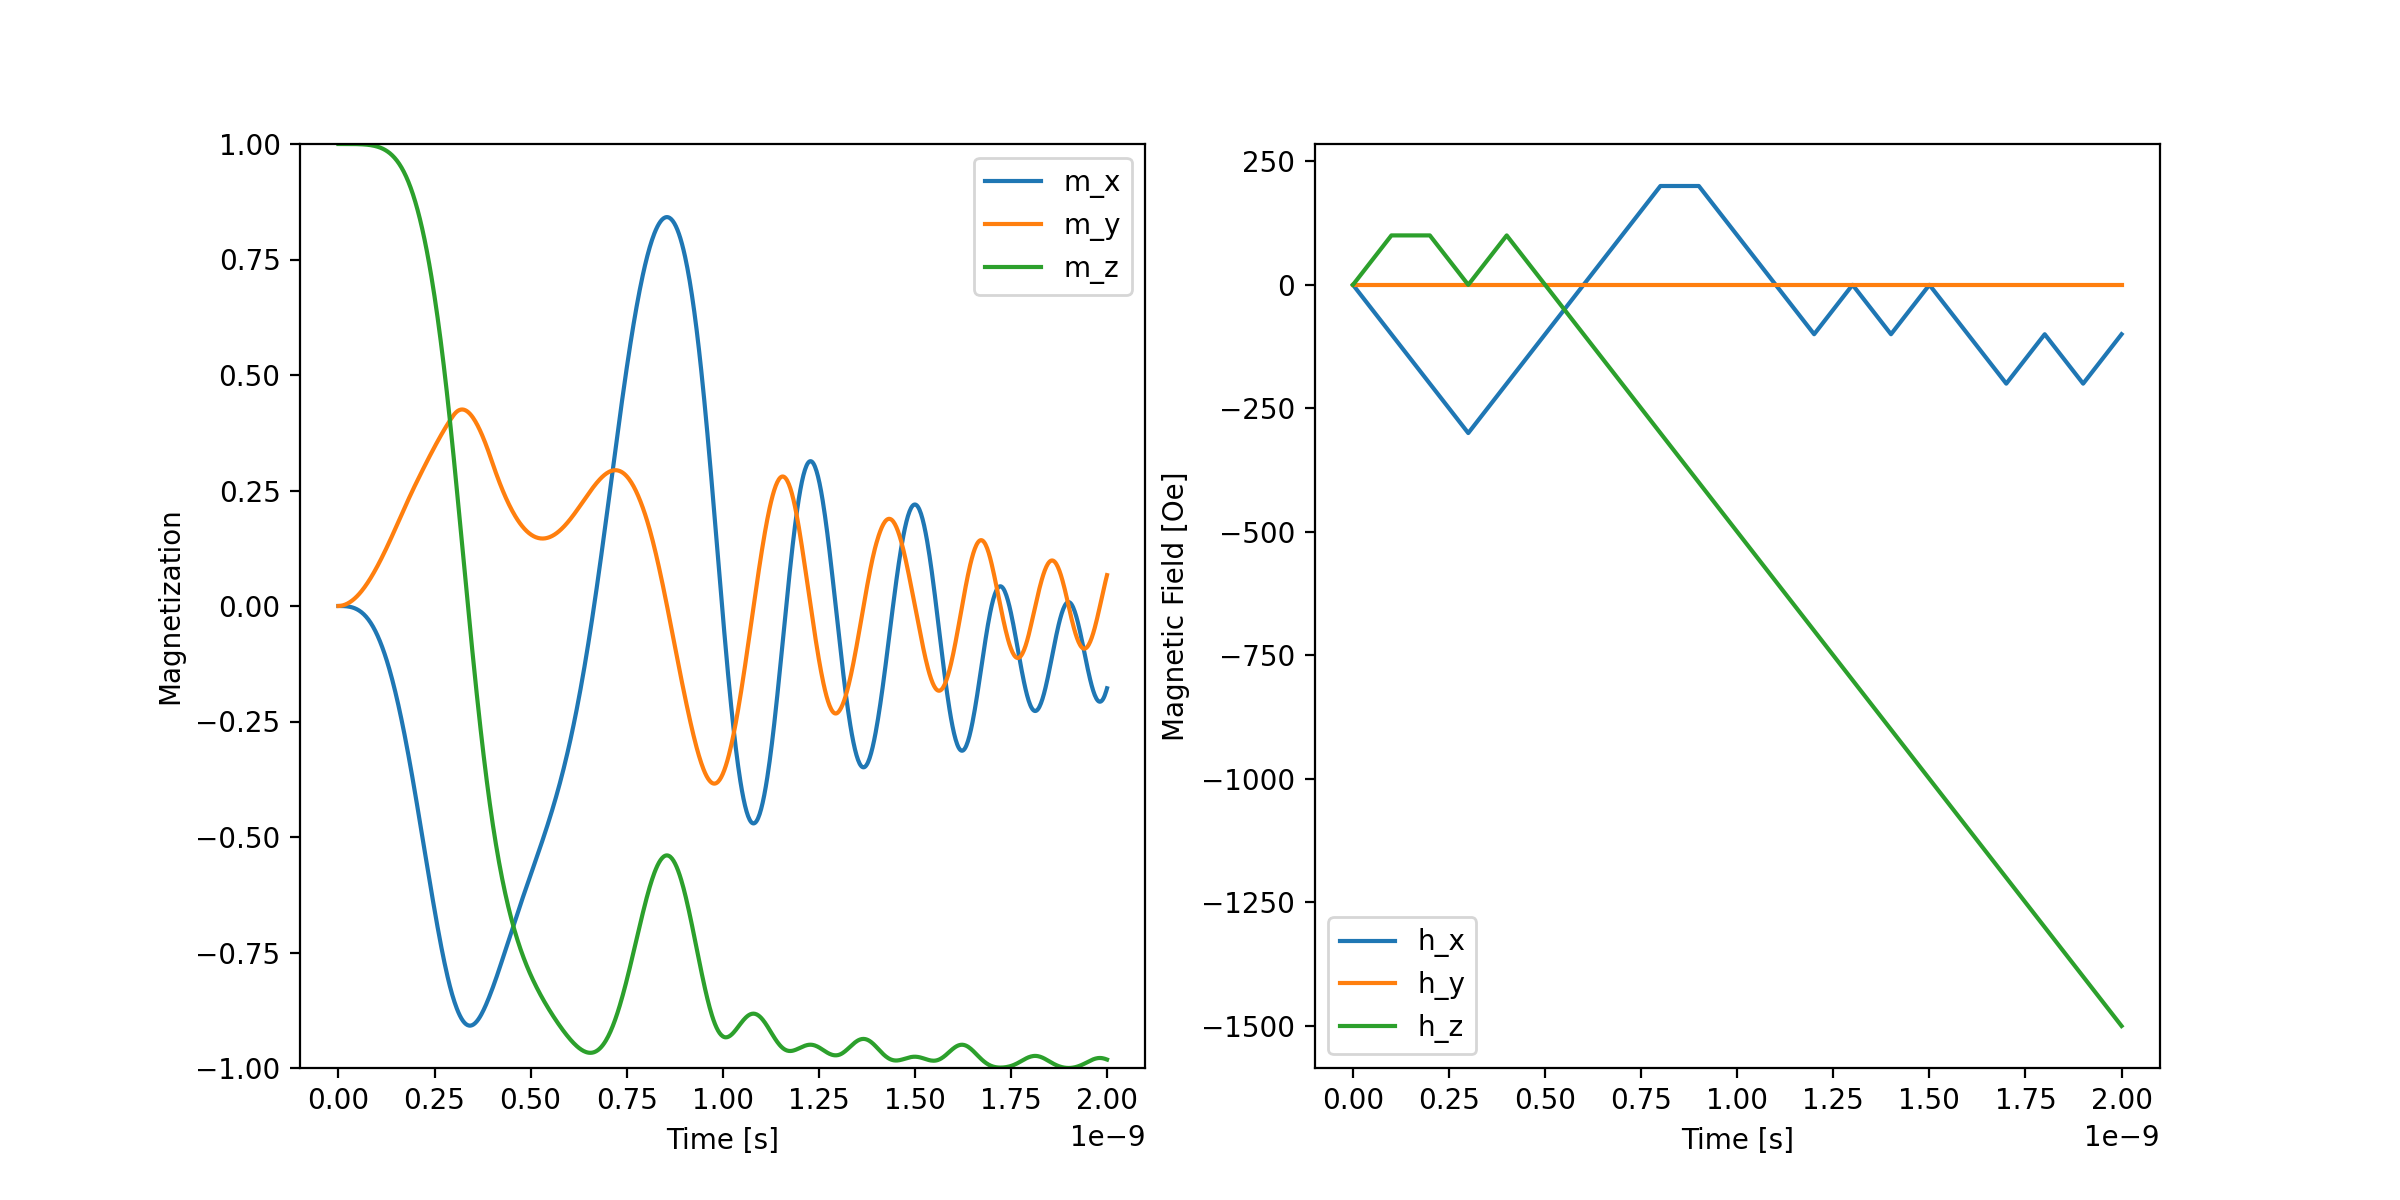 1.00
0.75
0.50
0.25
0.00
−0.25
−0.50
−0.75
−1.00
Magnetization
m_x
m_y
m_z
0.00 0.25 0.50 0.75 1.00 1.25 1.50 1.75 2.00
Time [s]
1e−9
250
0
−250
−500
−750
−1000
−1250
−1500
Magnetic Field [Oe]
h_x
h_y
h_z
0.00 0.25 0.50 0.75 1.00 1.25 1.50 1.75 2.00
Time [s]
1e−9